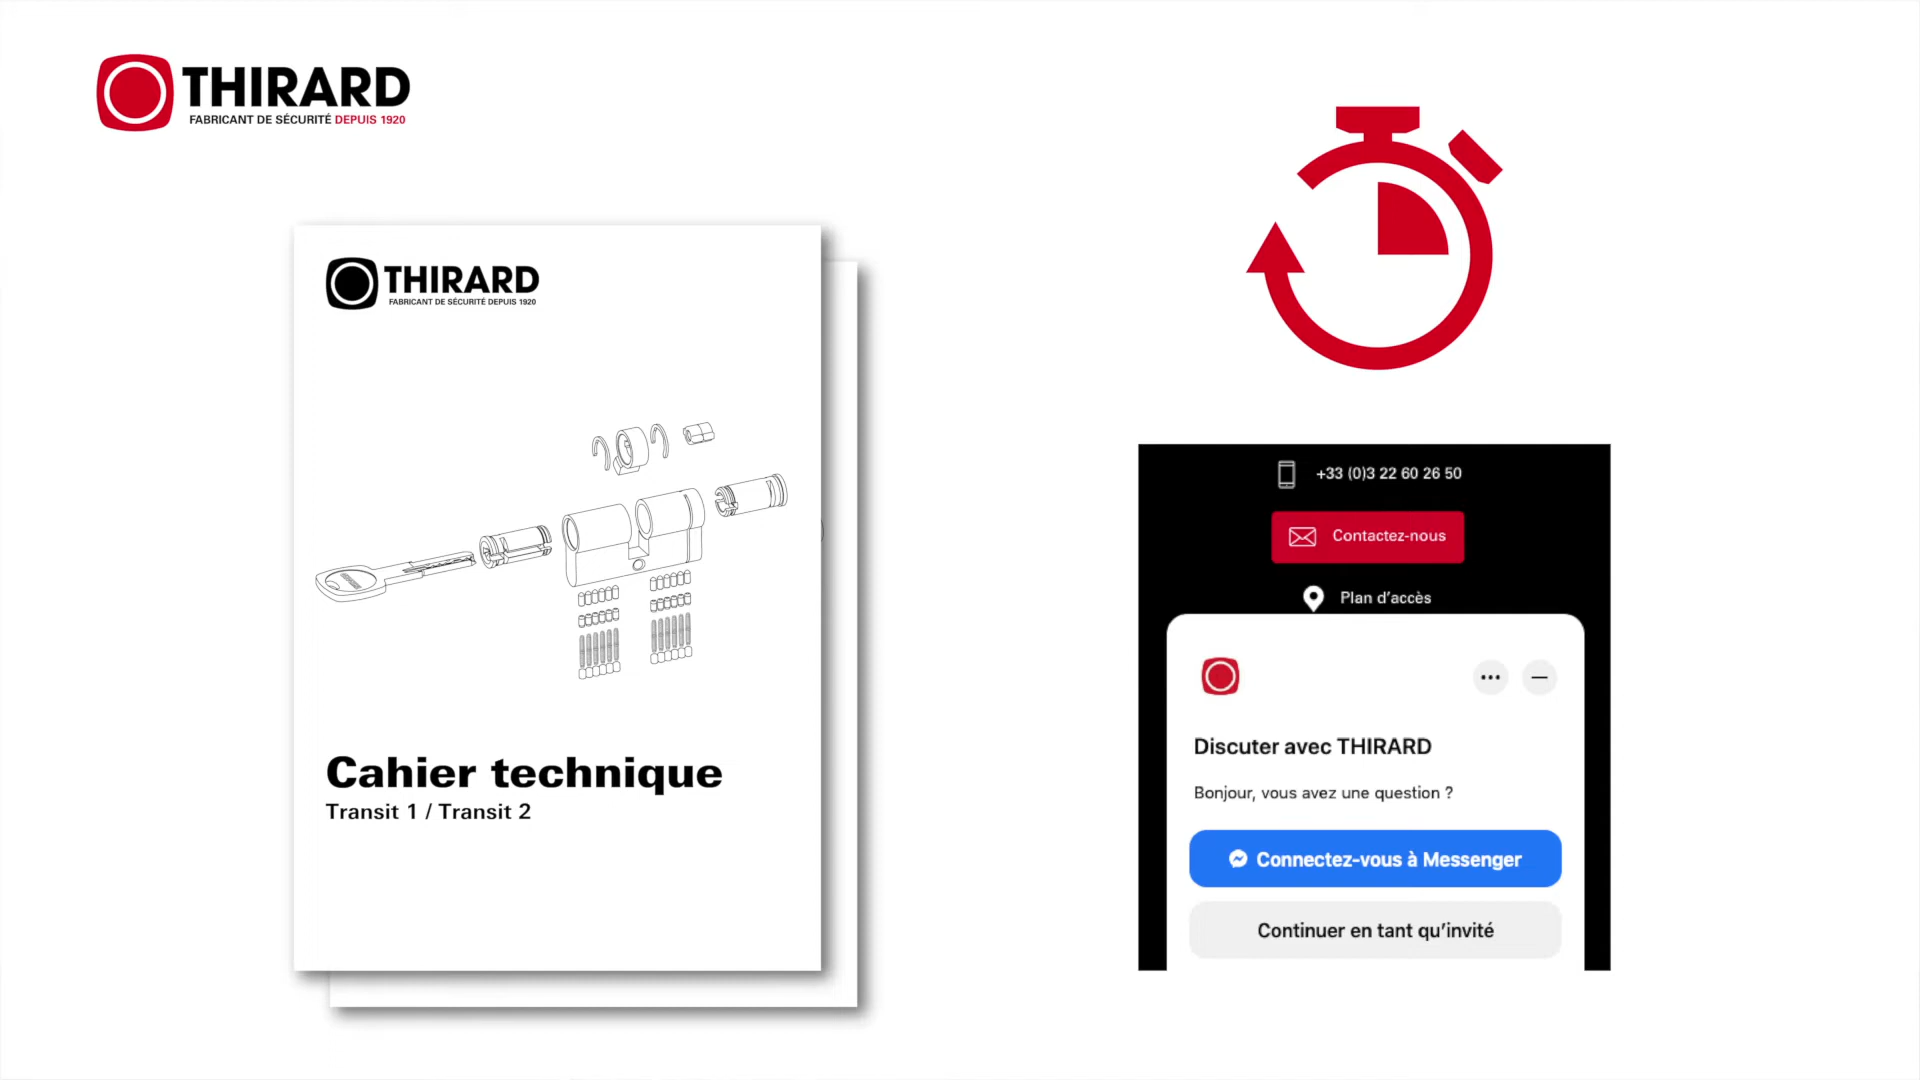 THIRARD
FABRICANT DE SÉCURITÉ DEPUIS 1920
THIRARD
FABRICANT DE SÉCURITÉ DEPUIS 1920
Cahier technique
Transit 1 / Transit 2
+33 (0)3 22 60 26 50
Contactez-nous
Plan d'accès
Discuter avec THIRARD
Bonjour, vous avez une question ?
Connectez-vous à Messenger
Continuer en tant qu'invité